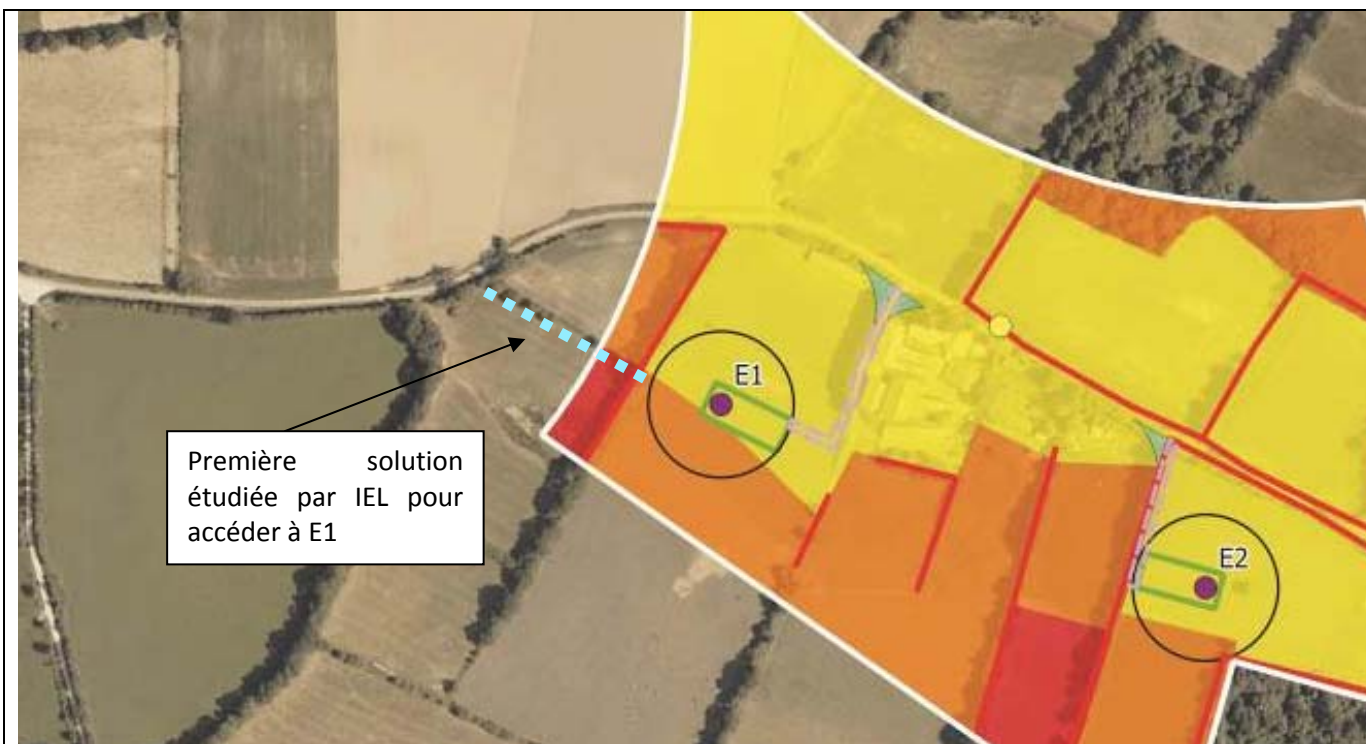 E1
E2
Première solution
étudiée par IEL pour
accéder à E1